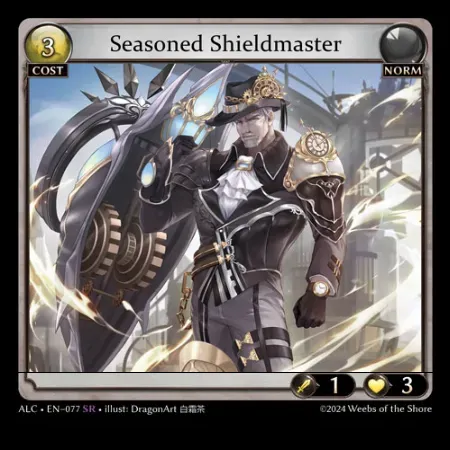 3 Seasoned Shieldmaster
COST NORM
1 3
ALC • EN-077 SR • illust: DragonArt 白霜茶 ©2024 Weebs of the Shore